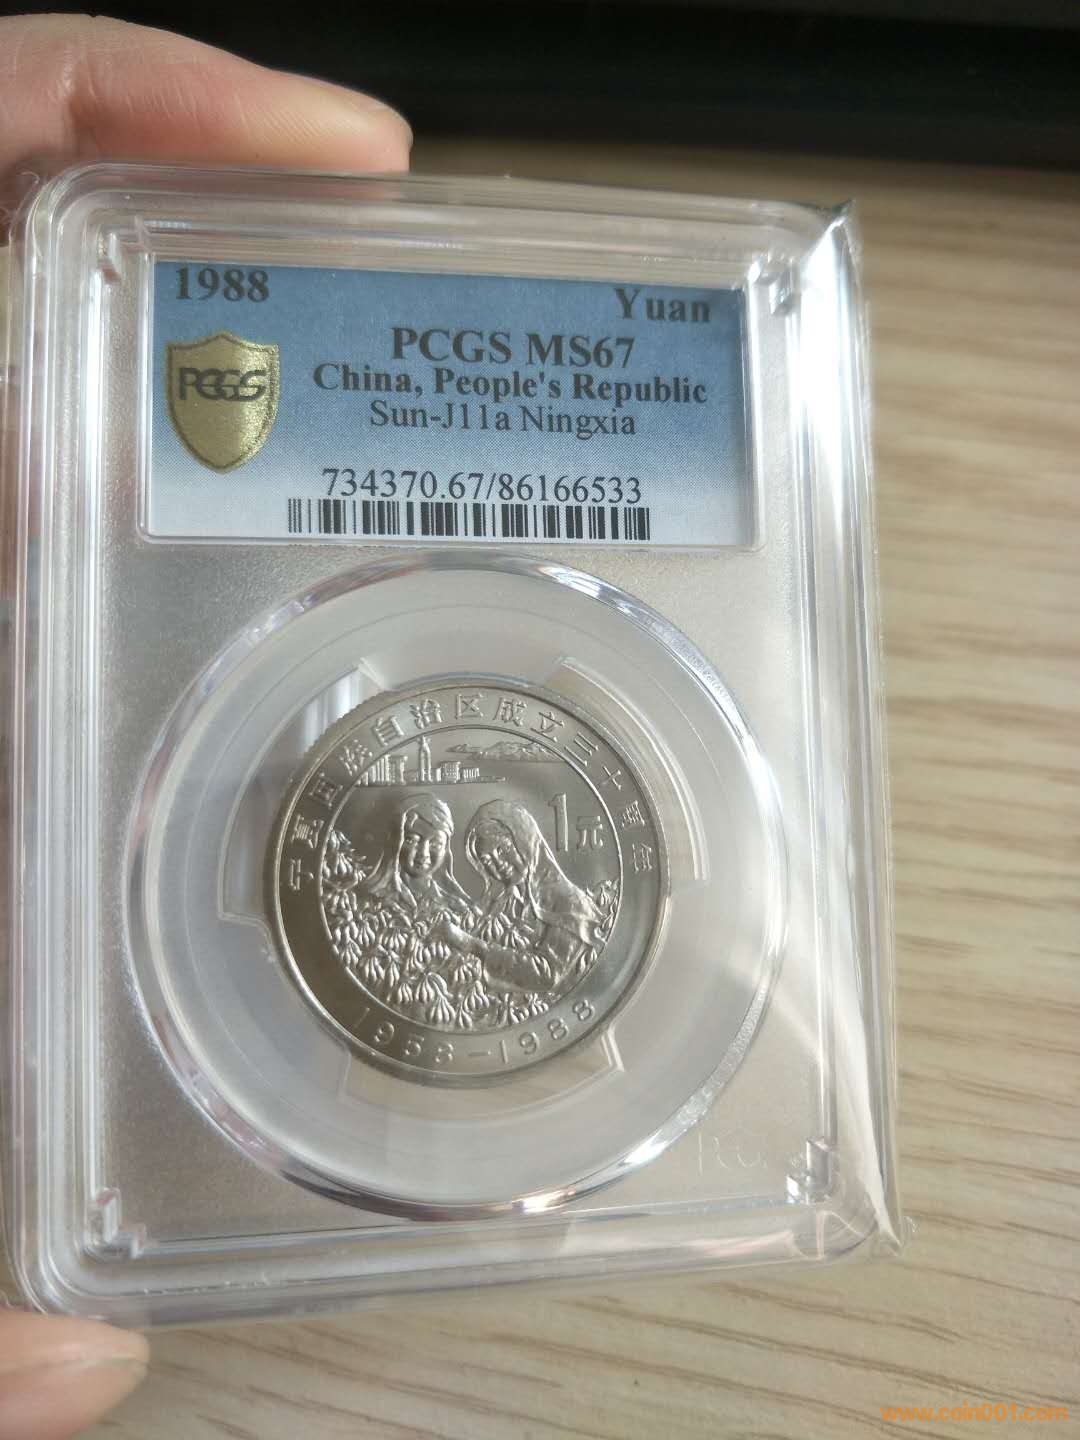 1988
Yuan
PCGS MS67
PCGS
China, People's Republic
Sun-J11a Ningxia
734370.67/86166533
宁夏回族自治区成立三十周年
1元
1958-1988
www.coin001.com